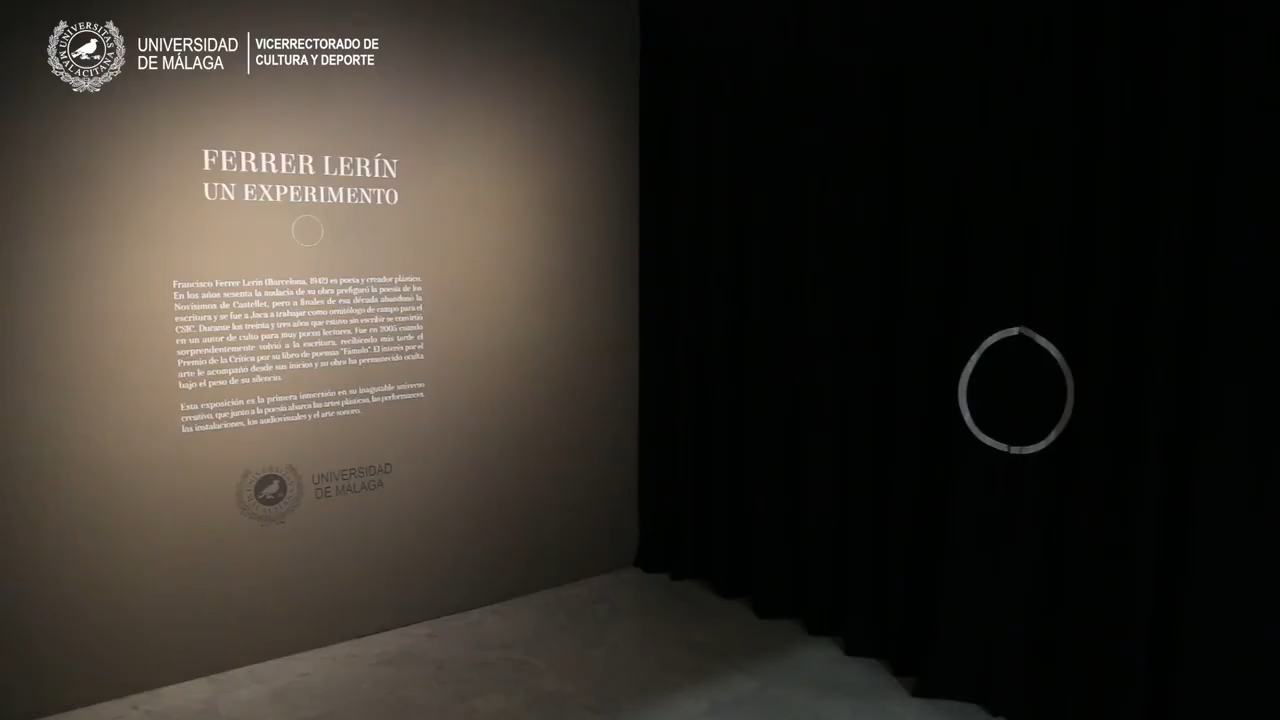 UNIVERSITAS MALACITANA
UNIVERSIDAD
DE MÁLAGA
VICERRECTORADO DE
CULTURA Y DEPORTE
FERRER LERÍN
UN EXPERIMENTO
Francisco Ferrer Lerín (Barcelona, 1942) es poeta y creador plástico.
En los años sesenta la audacia de su obra prefiguró la poesía de los
Novísimos de Castellet, pero a finales de esa década abandonó la
escritura y se fue a Jaca a trabajar como ornitólogo de campo para el
CSIC. Durante los treinta y tres años que estuvo sin escribir se convirtió
en un autor de culto para muy pocos lectores. Fue en 2005 cuando
sorprendentemente volvió a la escritura, recibiendo más tarde el
Premio de la Crítica por su libro de poemas "Fámulo". El interés por el
arte le acompañó desde sus inicios y su obra ha permanecido oculta
bajo el peso de su silencio.
Esta exposición es la primera inmersión en su inagotable universo
creativo, que junto a la poesía abarca las artes plásticas, las performances,
las instalaciones, los audiovisuales y el arte sonoro.
UNIVERSIDAD
DE MÁLAGA